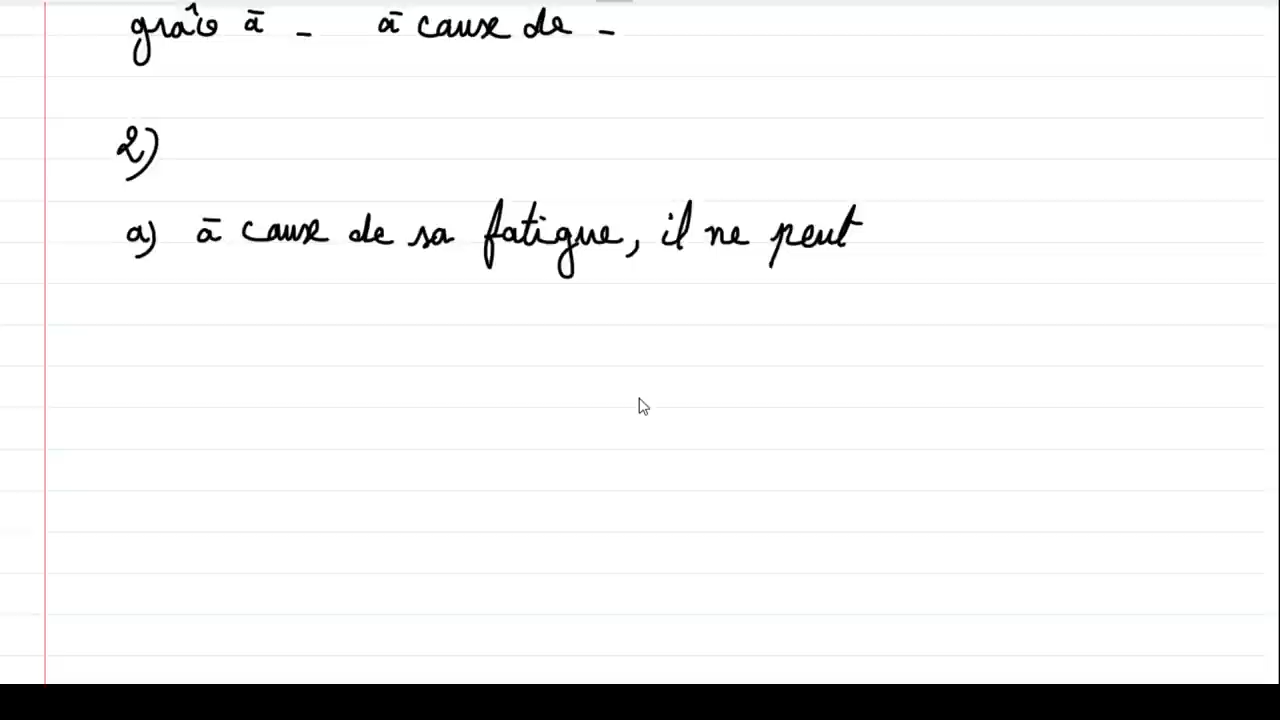 grâce à - à cause de -
2)
a) à cause de sa fatigue, il ne peut